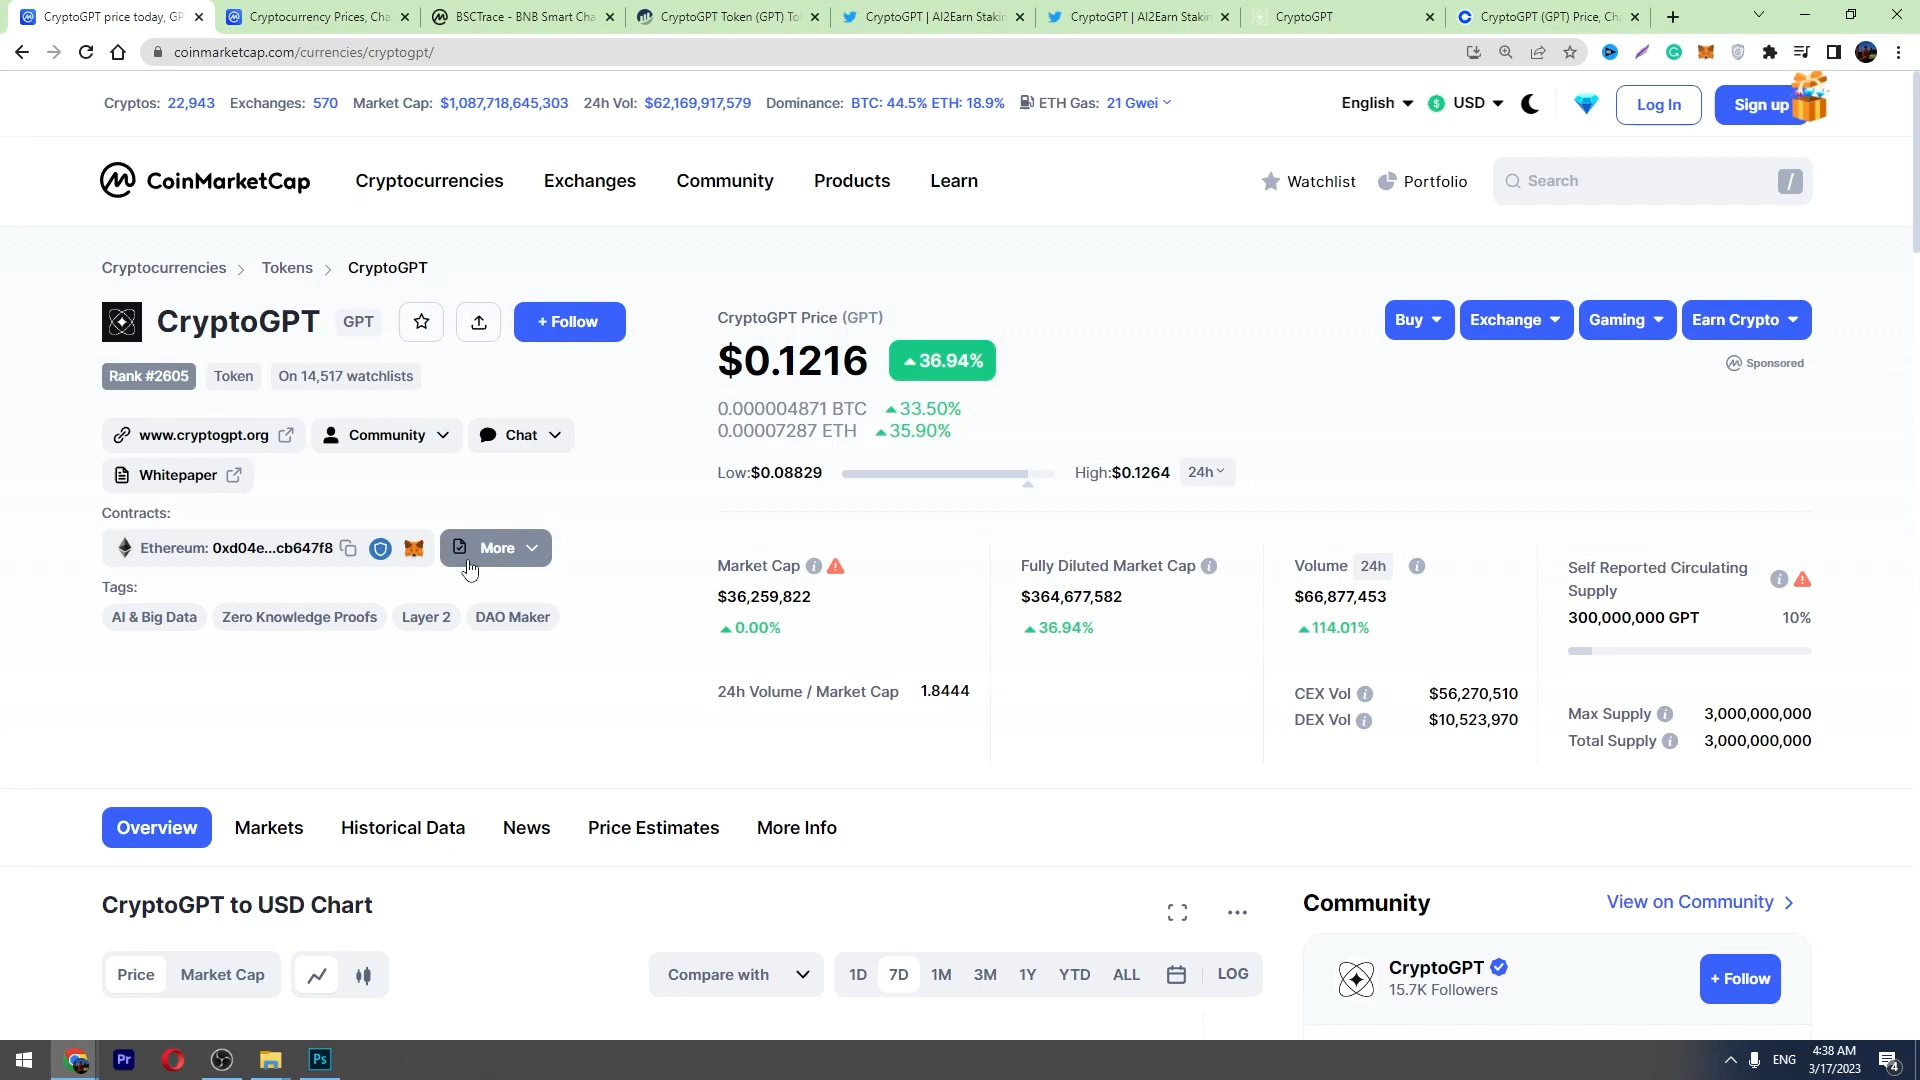 CryptoGPT price today, GP
Cryptocurrency Prices, Cha
BSCTrace - BNB Smart Cha
CryptoGPT Token (GPT) To
CryptoGPT | AI2Earn Stakin
CryptoGPT | AI2Earn Stakin
CryptoGPT
CryptoGPT (GPT) Price, Ch
coinmarketcap.com/currencies/cryptogpt/
Cryptos: 22,943 Exchanges: 570 Market Cap: $1,087,718,645,303 24h Vol: $62,169,917,579 Dominance: BTC: 44.5% ETH: 18.9% ETH Gas: 21 Gwei
English USD Log In Sign up
CoinMarketCap Cryptocurrencies Exchanges Community Products Learn Watchlist Portfolio Search /
Cryptocurrencies > Tokens > CryptoGPT
CryptoGPT GPT + Follow
Rank #2605 Token On 14,517 watchlists
www.cryptogpt.org Community Chat
Whitepaper
Contracts:
Ethereum: 0xd04e...cb647f8 More
Tags:
AI & Big Data Zero Knowledge Proofs Layer 2 DAO Maker
CryptoGPT Price (GPT)
$0.1216 36.94%
0.000004871 BTC 33.50%
0.00007287 ETH 35.90%
Low:$0.08829 High:$0.1264 24h
Buy Exchange Gaming Earn Crypto
Sponsored
Market Cap
$36,259,822
0.00%
24h Volume / Market Cap 1.8444
Fully Diluted Market Cap
$364,677,582
36.94%
Volume 24h
$66,877,453
114.01%
CEX Vol $56,270,510
DEX Vol $10,523,970
Self Reported Circulating
Supply
300,000,000 GPT 10%
Max Supply 3,000,000,000
Total Supply 3,000,000,000
Overview Markets Historical Data News Price Estimates More Info
CryptoGPT to USD Chart
Price Market Cap Compare with 1D 7D 1M 3M 1Y YTD ALL LOG
Community View on Community >
CryptoGPT
15.7K Followers
+ Follow
Pr
Ps
ENG
4:38 AM
3/17/2023
4